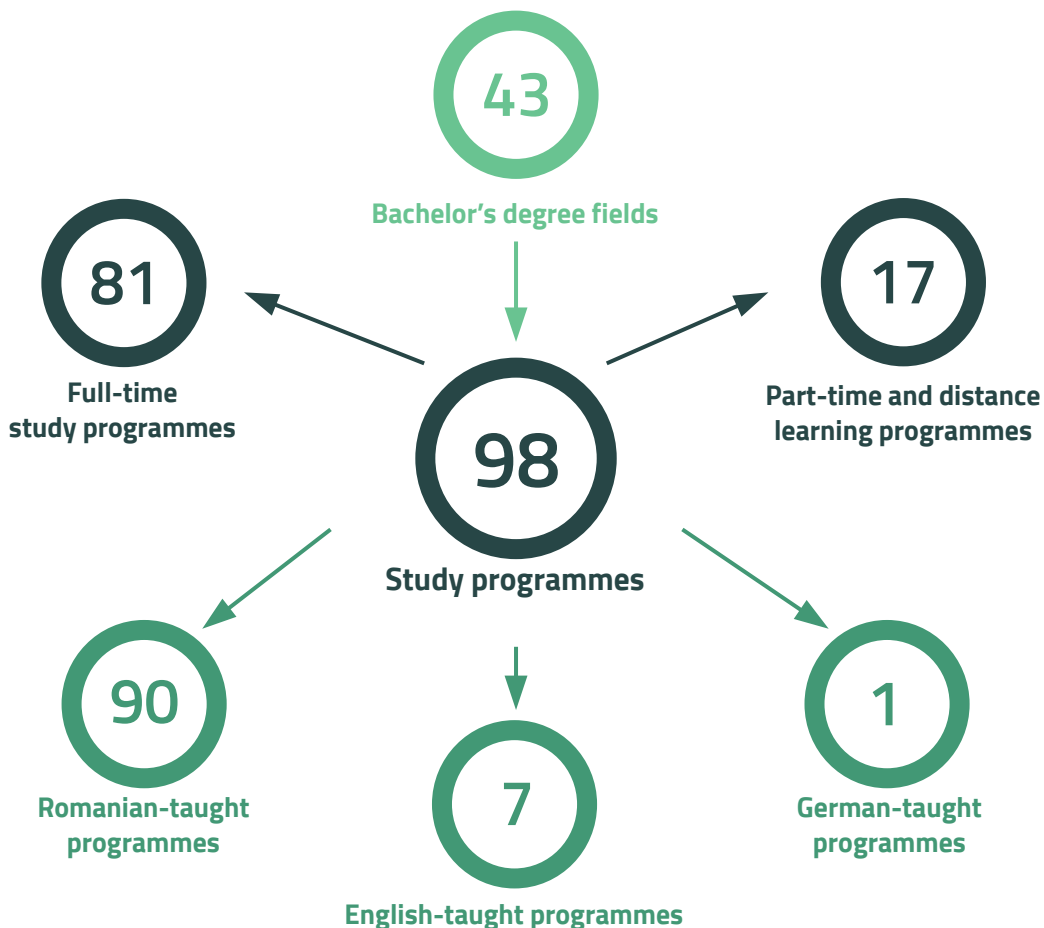 43
Bachelor's degree fields
81
Full-time
study programmes
17
Part-time and distance
learning programmes
98
Study programmes
90
Romanian-taught
programmes
7
English-taught programmes
1
German-taught
programmes